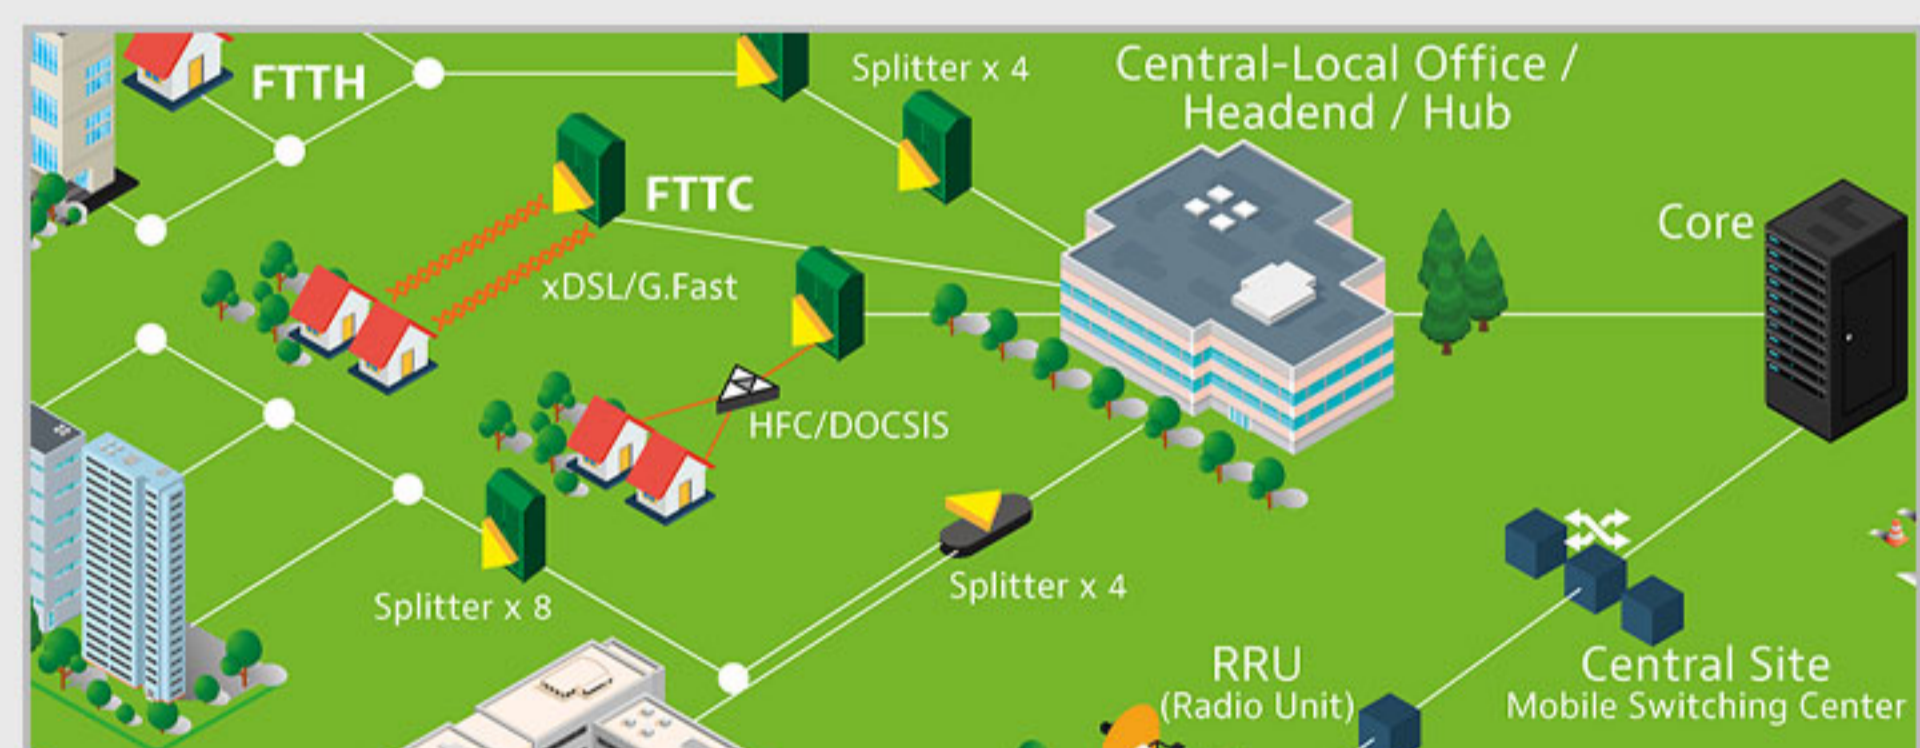 FTTH
Splitter x 4
Central-Local Office /
Headend / Hub
FTTC
Core
xDSL/G.Fast
HFC/DOCSIS
Splitter x 8
Splitter x 4
RRU
(Radio Unit)
Central Site
Mobile Switching Center